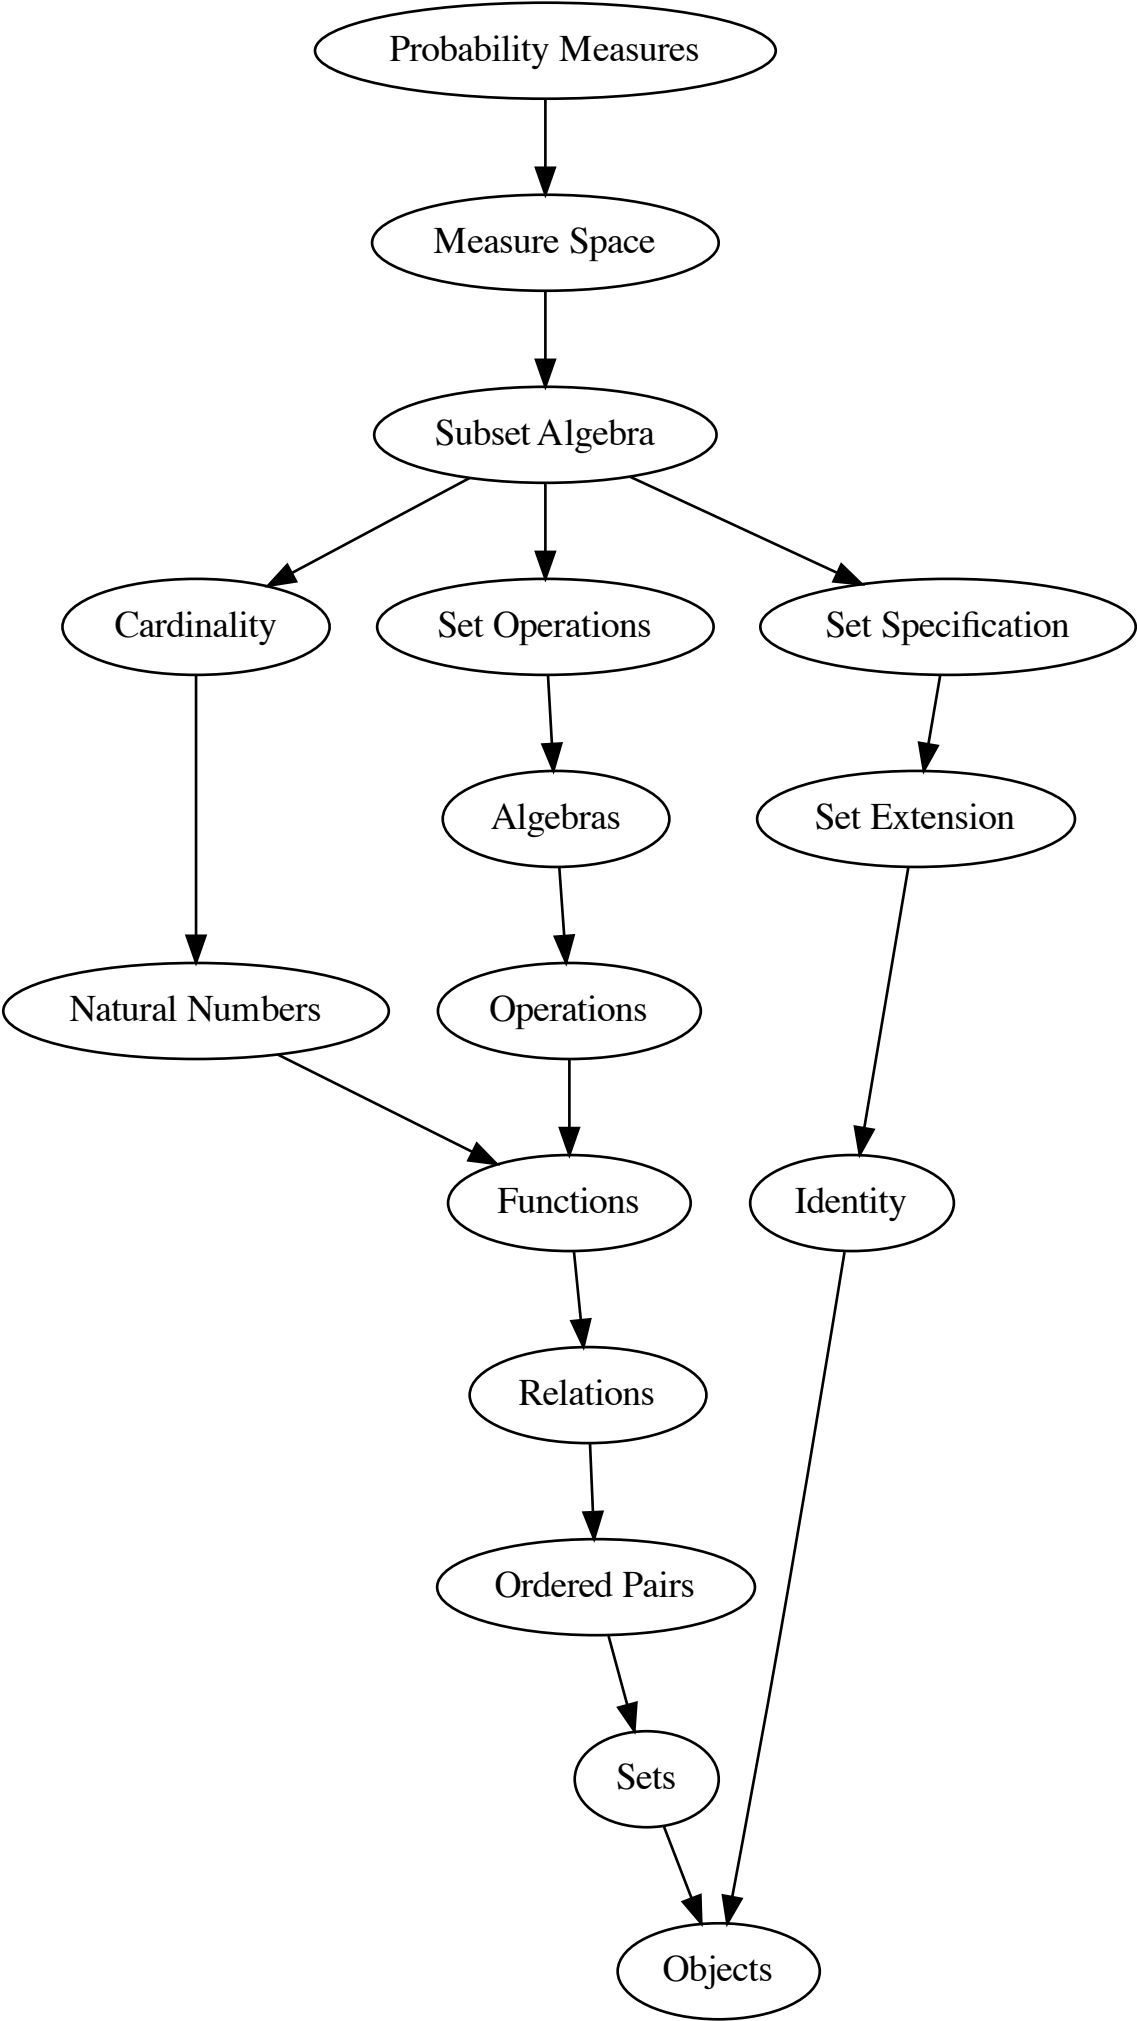 Probability Measures
Measure Space
Subset Algebra
Cardinality
Set Operations
Set Specification
Algebras
Set Extension
Natural Numbers
Operations
Functions
Identity
Relations
Ordered Pairs
Sets
Objects